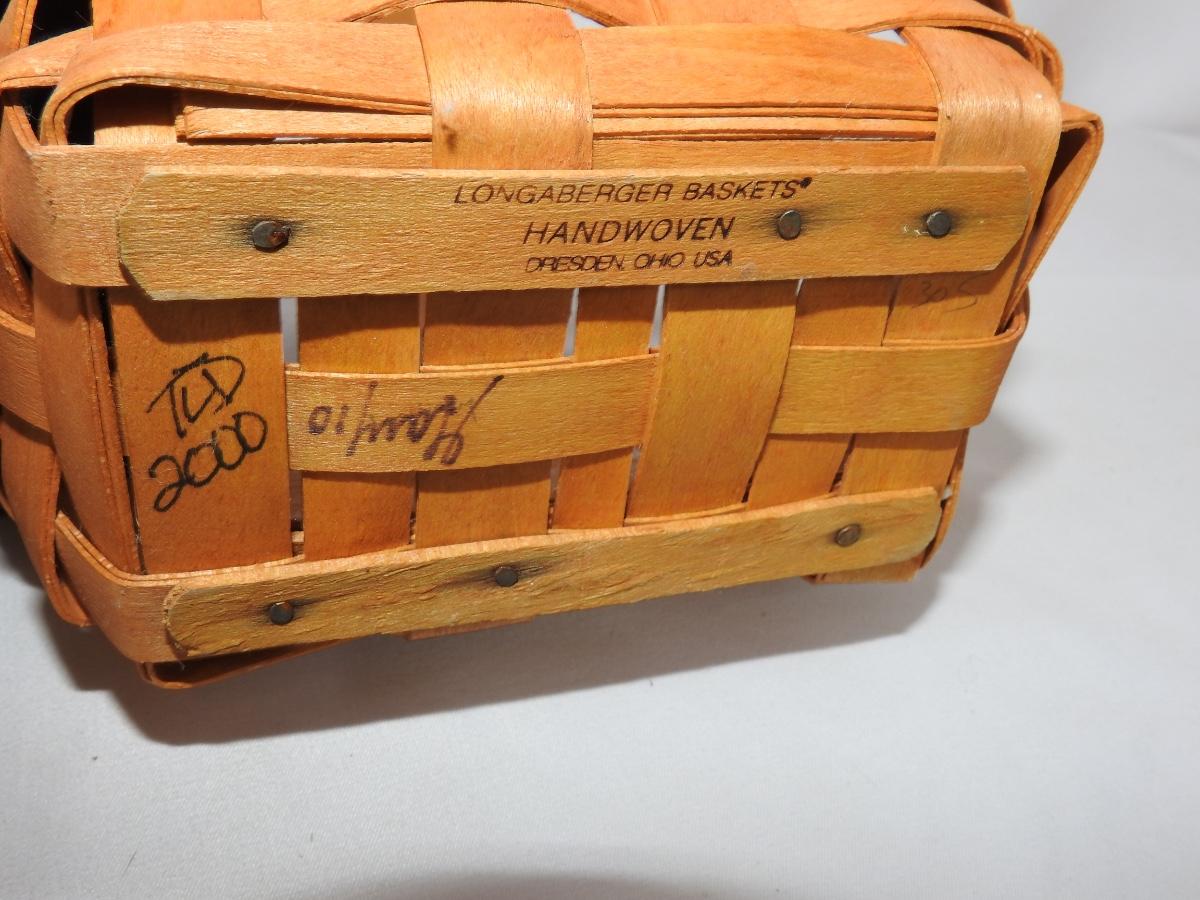 LONGABERGER BASKETS®
HANDWOVEN
DRESDEN, OHIO USA
305
TLD
2000